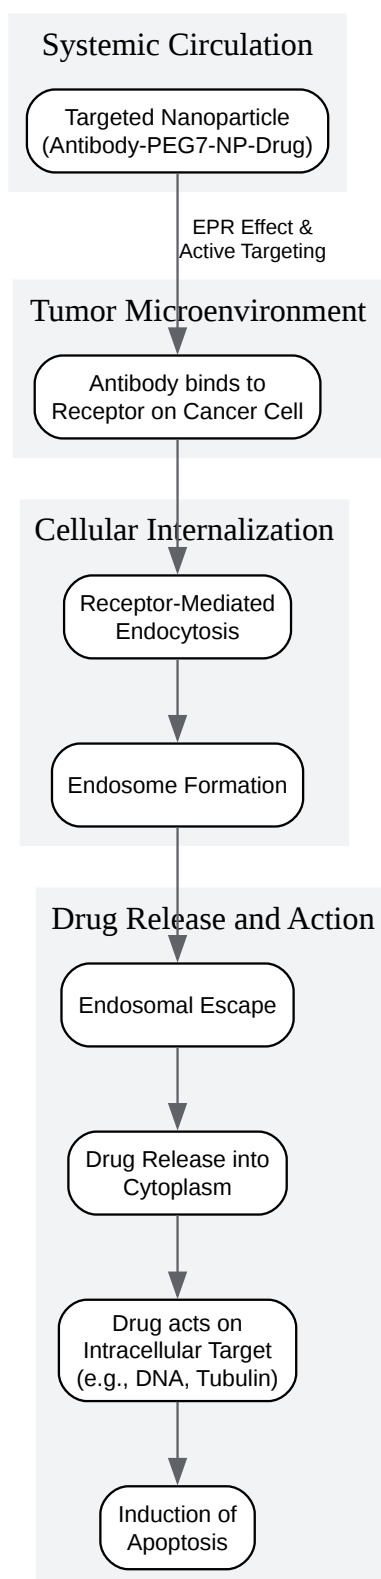 Systemic Circulation
Targeted Nanoparticle
(Antibody-PEG7-NP-Drug)
EPR Effect &
Active Targeting
Tumor Microenvironment
Antibody binds to
Receptor on Cancer Cell
Cellular Internalization
Receptor-Mediated
Endocytosis
Endosome Formation
Drug Release and Action
Endosomal Escape
Drug Release into
Cytoplasm
Drug acts on
Intracellular Target
(e.g., DNA, Tubulin)
Induction of
Apoptosis